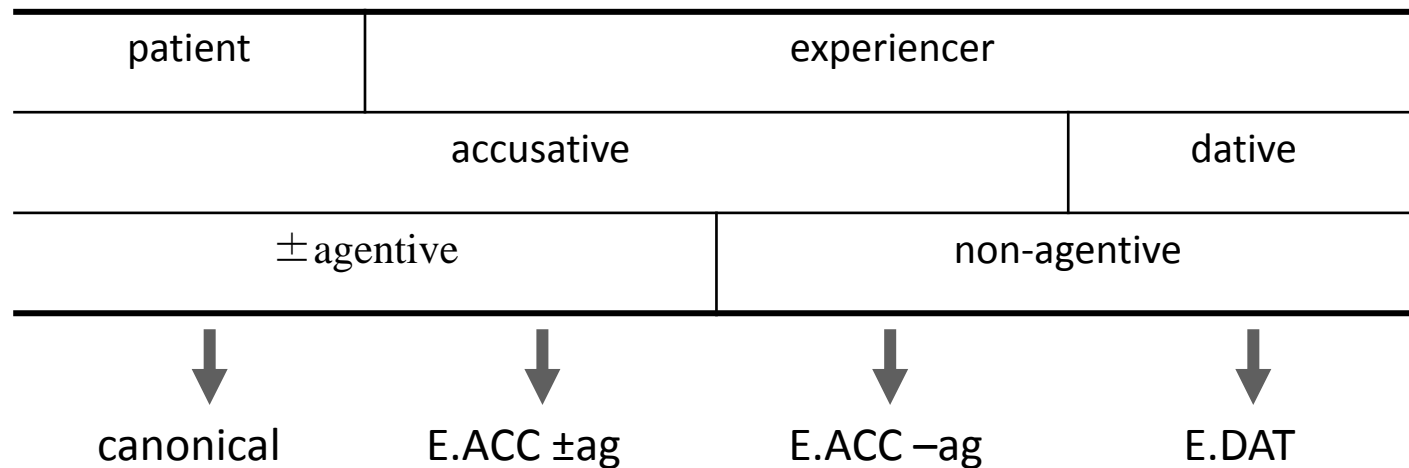 patient experiencer
accusative dative
±agentive non-agentive
canonical E.ACC ±ag E.ACC –ag E.DAT